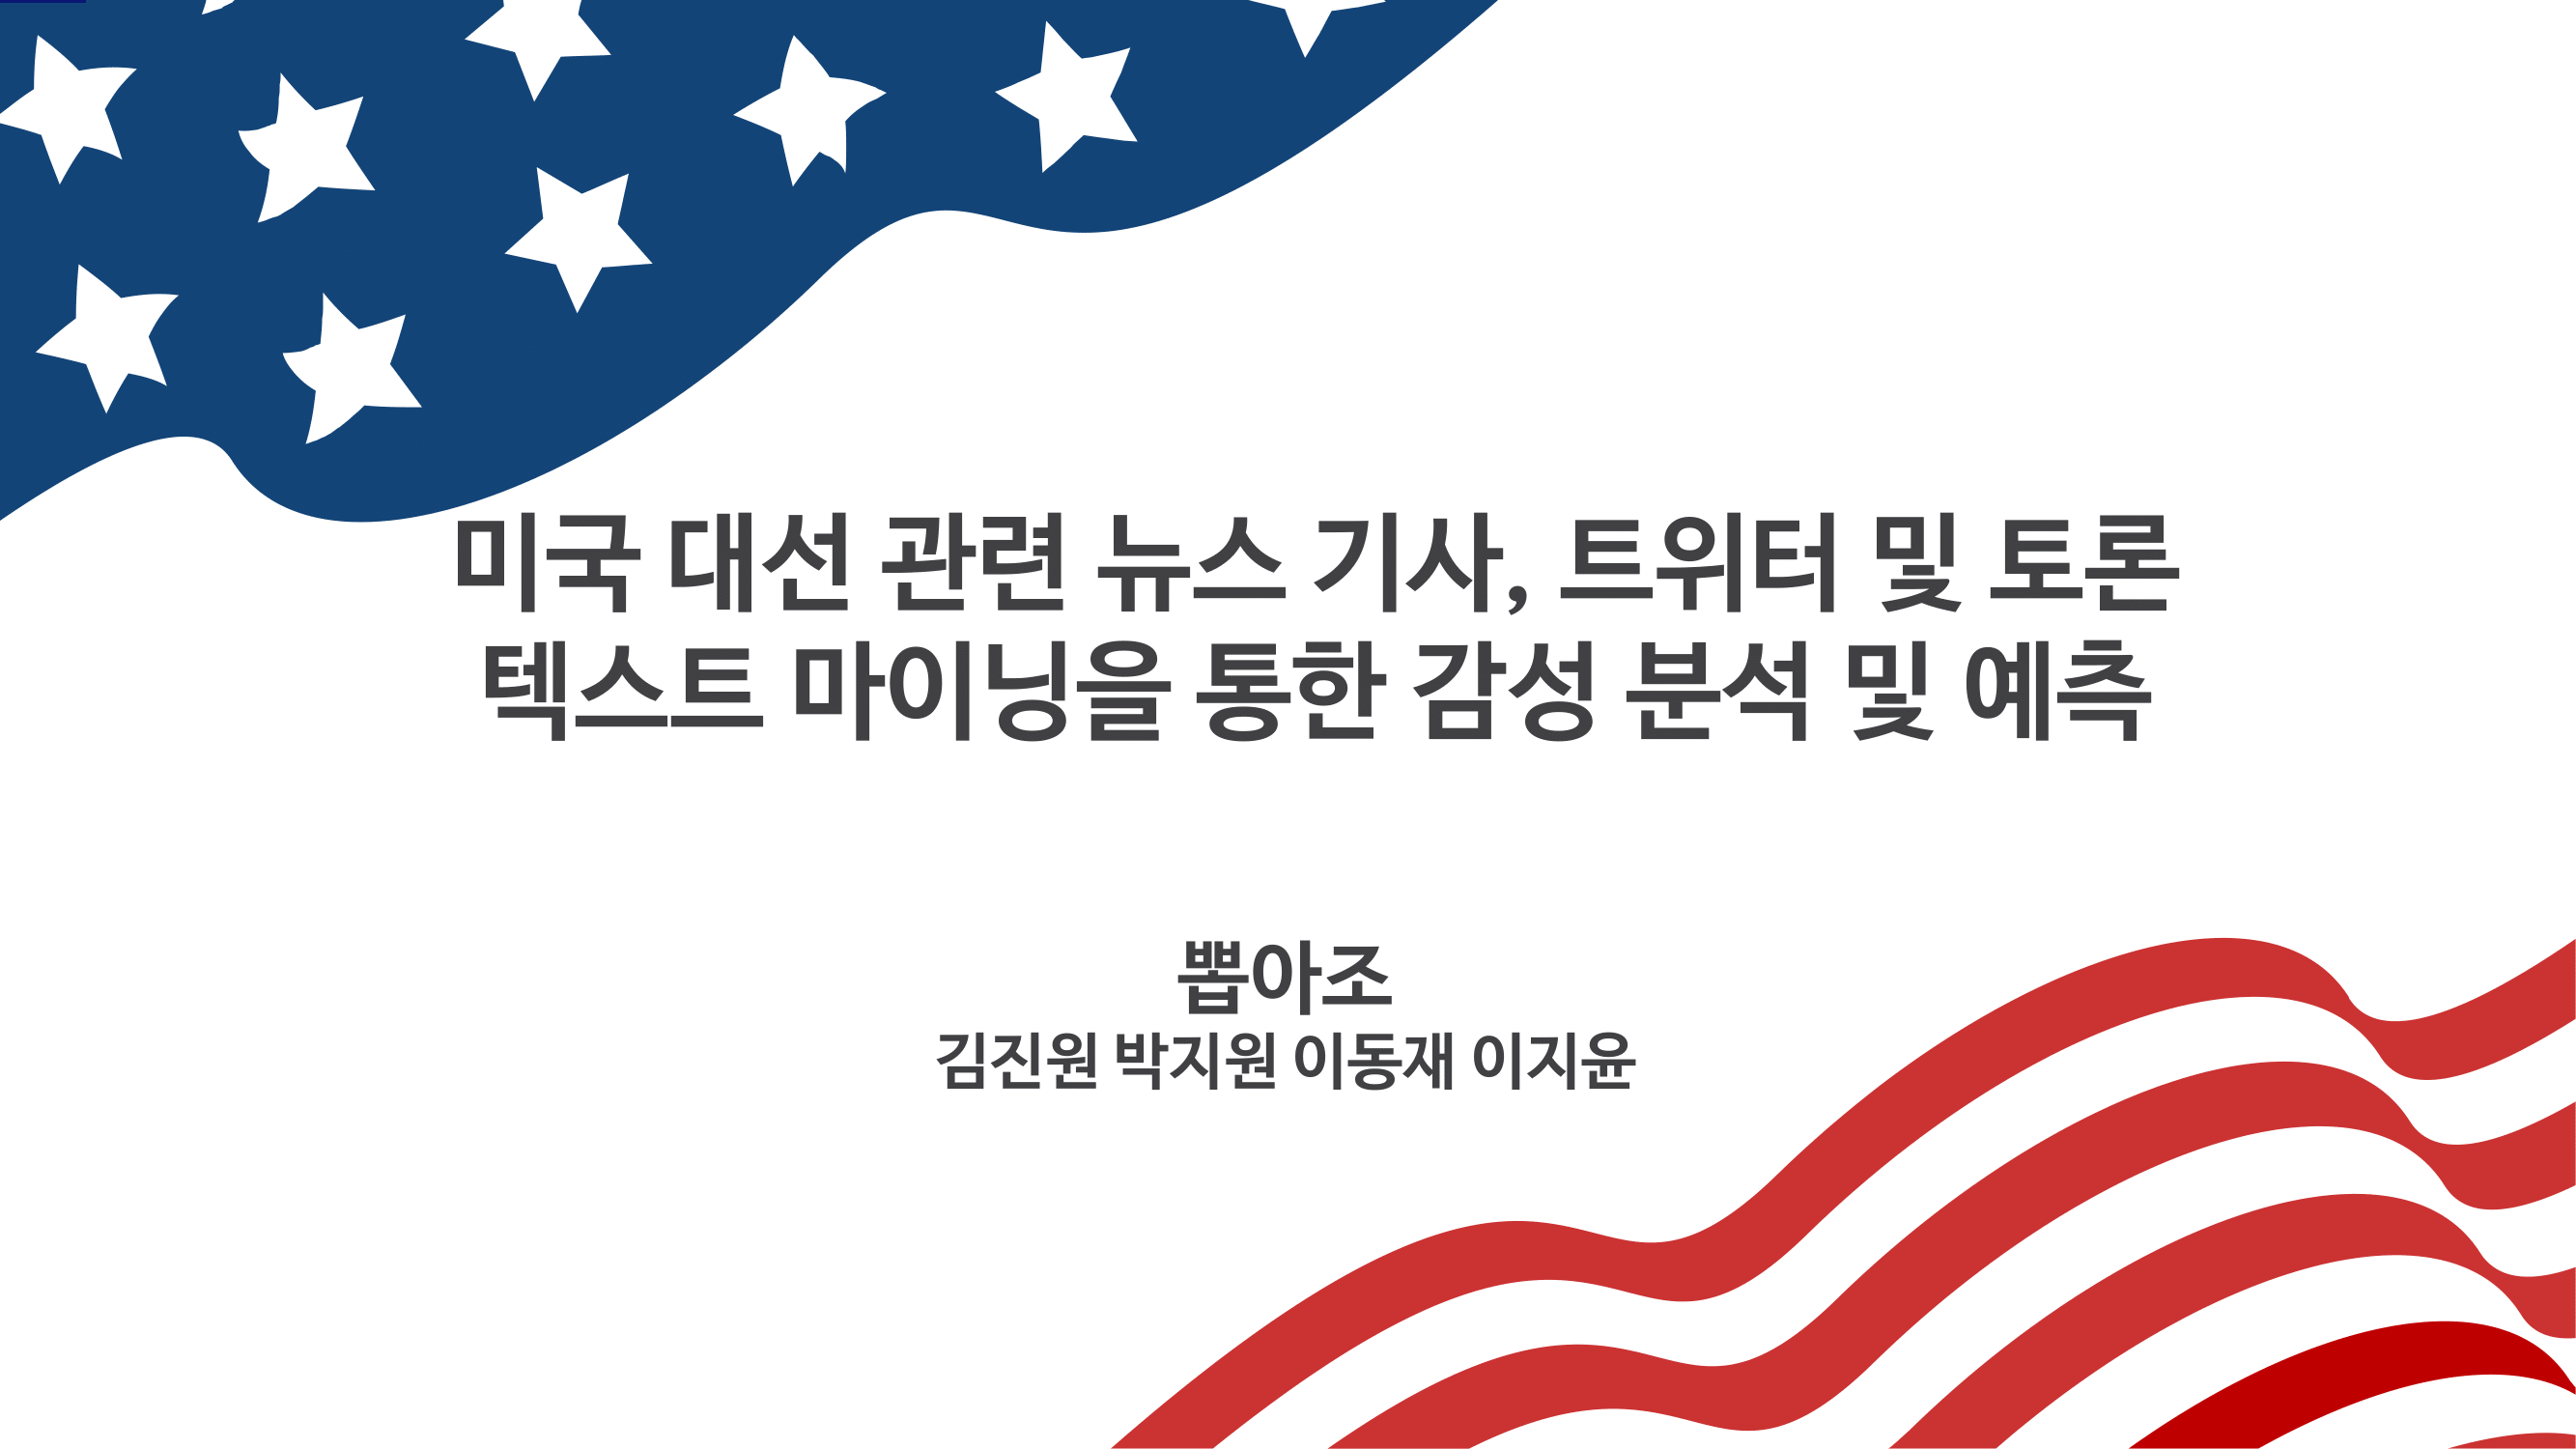 미국 대선 관련 뉴스 기사, 트위터 및 토론
텍스트 마이닝을 통한 감성 분석 및 예측
뽑아조
김진원 박지원 이동재 이지윤